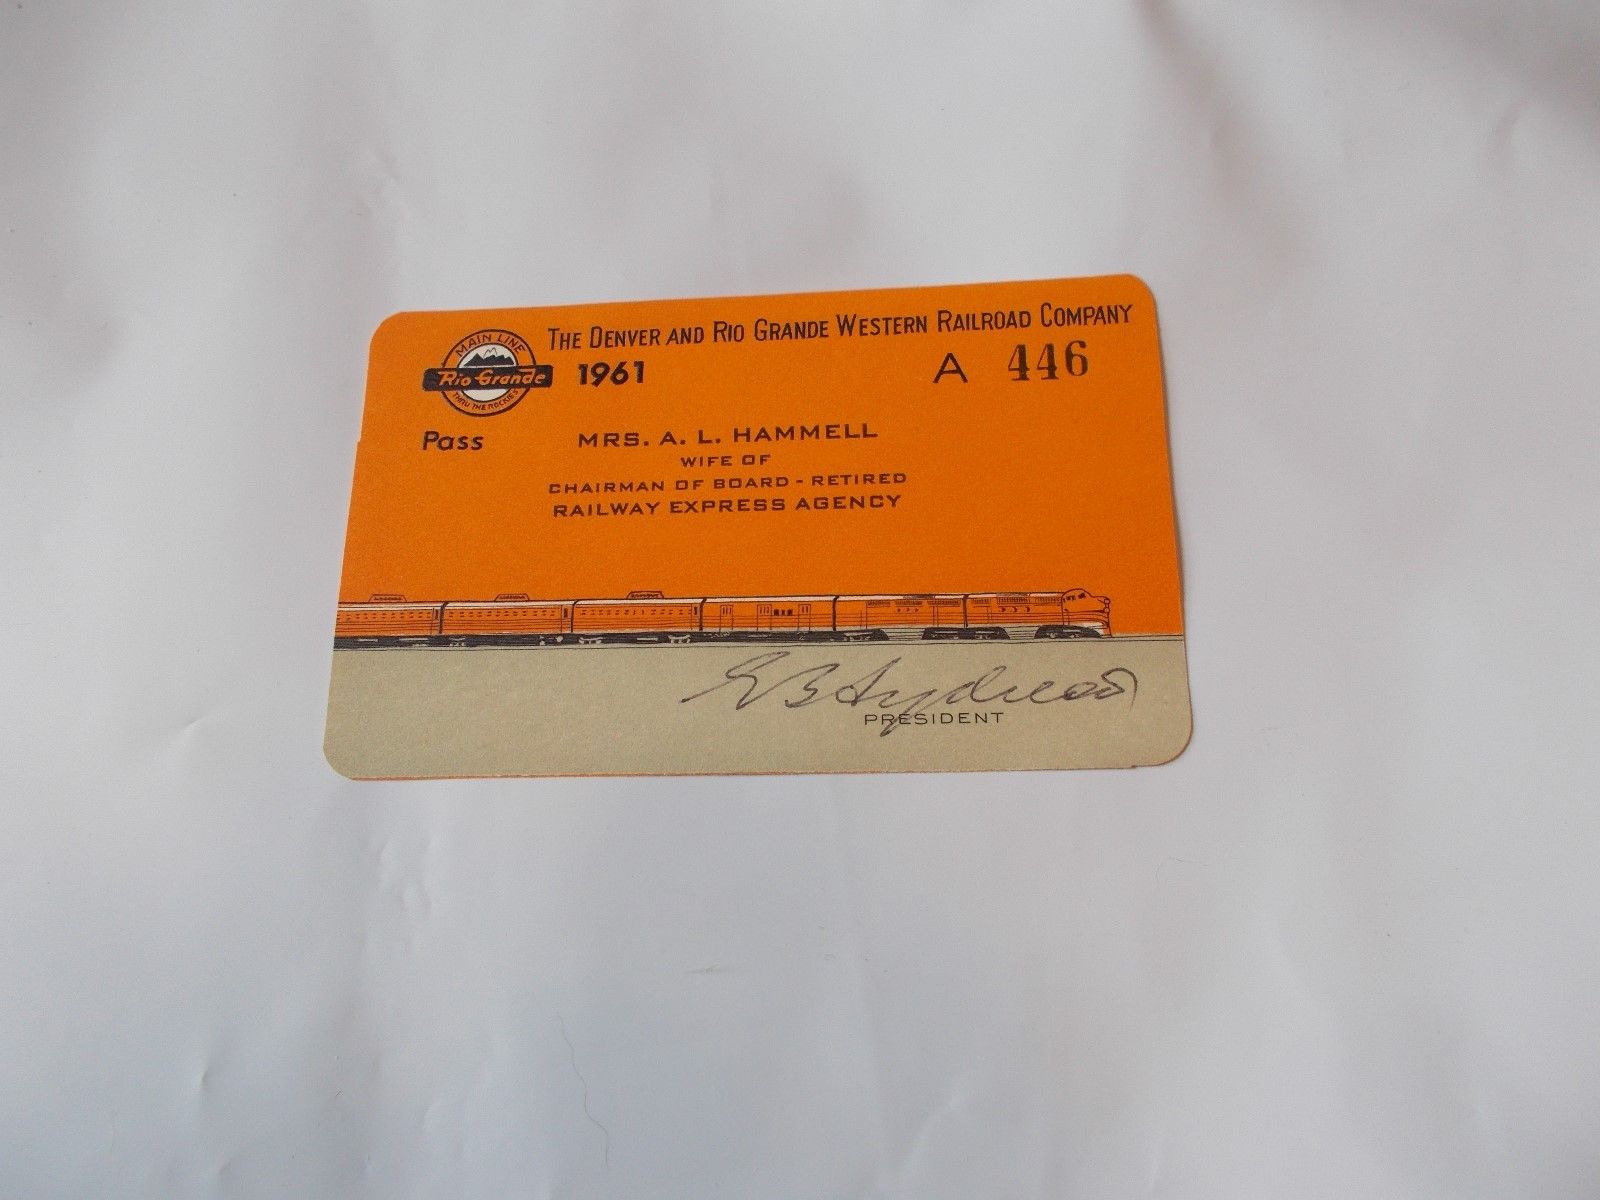 THE DENVER AND RIO GRANDE WESTERN RAILROAD COMPANY
MAIN LINE
Rio Grande
THRU THE ROCKIES
1961
A 446
Pass
MRS. A. L. HAMMELL
WIFE OF
CHAIRMAN OF BOARD - RETIRED
RAILWAY EXPRESS AGENCY
PRESIDENT